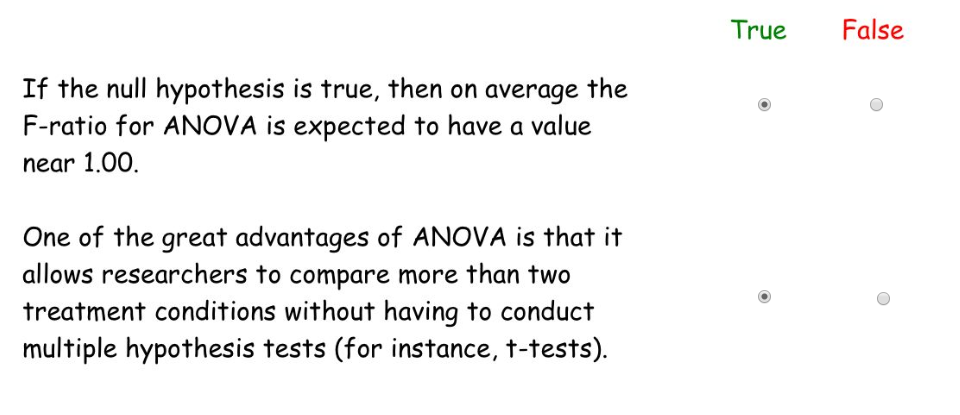 True False
If the null hypothesis is true, then on average the
F-ratio for ANOVA is expected to have a value
near 1.00.
One of the great advantages of ANOVA is that it
allows researchers to compare more than two
treatment conditions without having to conduct
multiple hypothesis tests (for instance, t-tests).